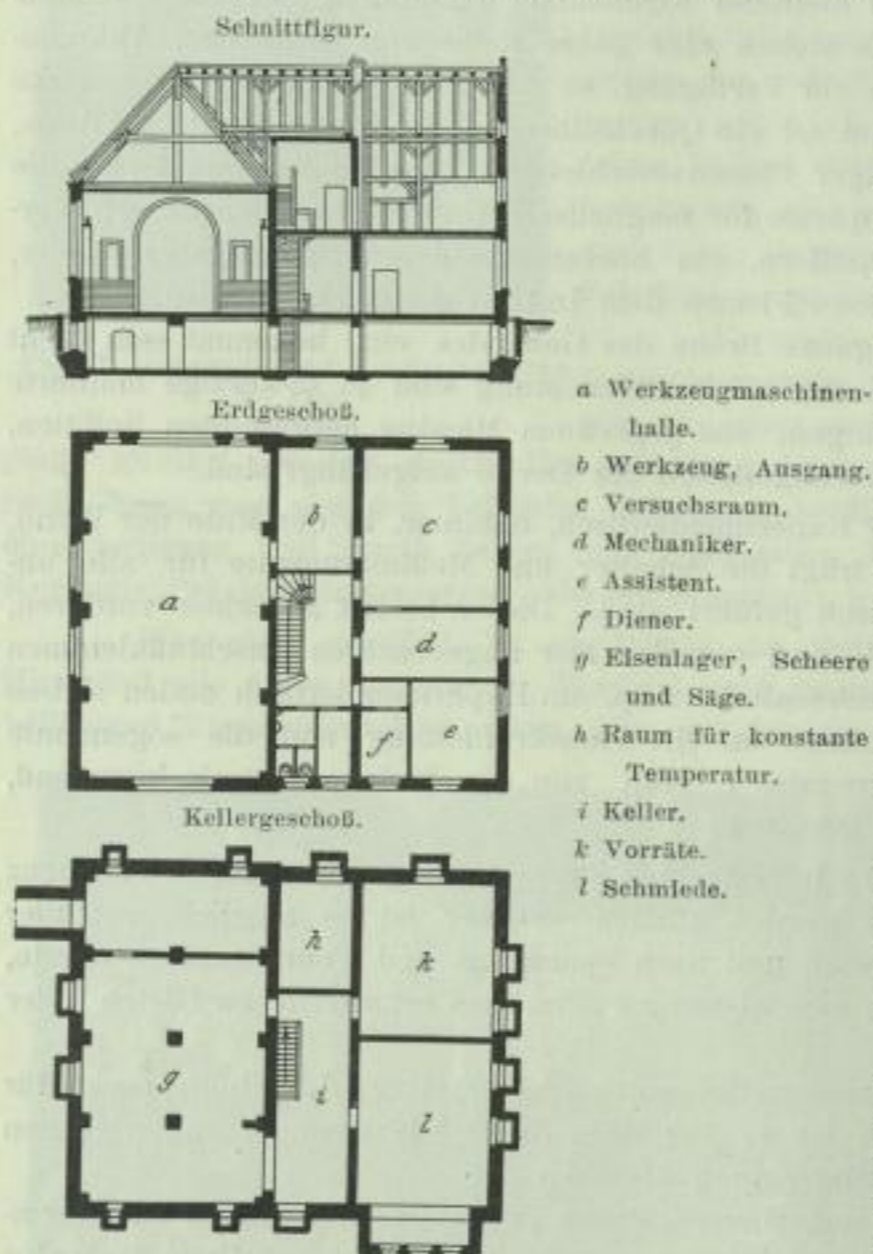 Schnittfigur.
Erdgeschoß.
b
c
a
d
f
e
Kellergeschoß.
h
k
g
i
l
a Werkzeugmaschinen-
halle.
b Werkzeug, Ausgang.
c Versuchsraum.
d Mechaniker.
e Assistent.
f Diener.
g Eisenlager, Scheere
und Säge.
h Raum für konstante
Temperatur.
i Keller.
k Vorräte.
l Schmiede.